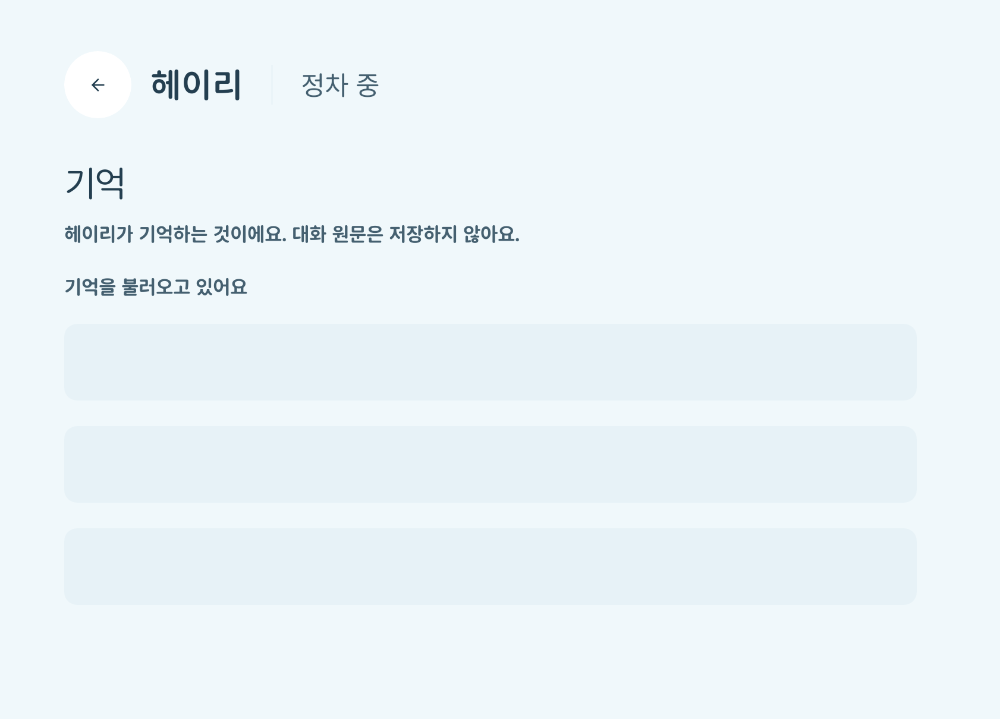 헤이리
정차 중
기억
헤이리가 기억하는 것이에요. 대화 원문은 저장하지 않아요.
기억을 불러오고 있어요